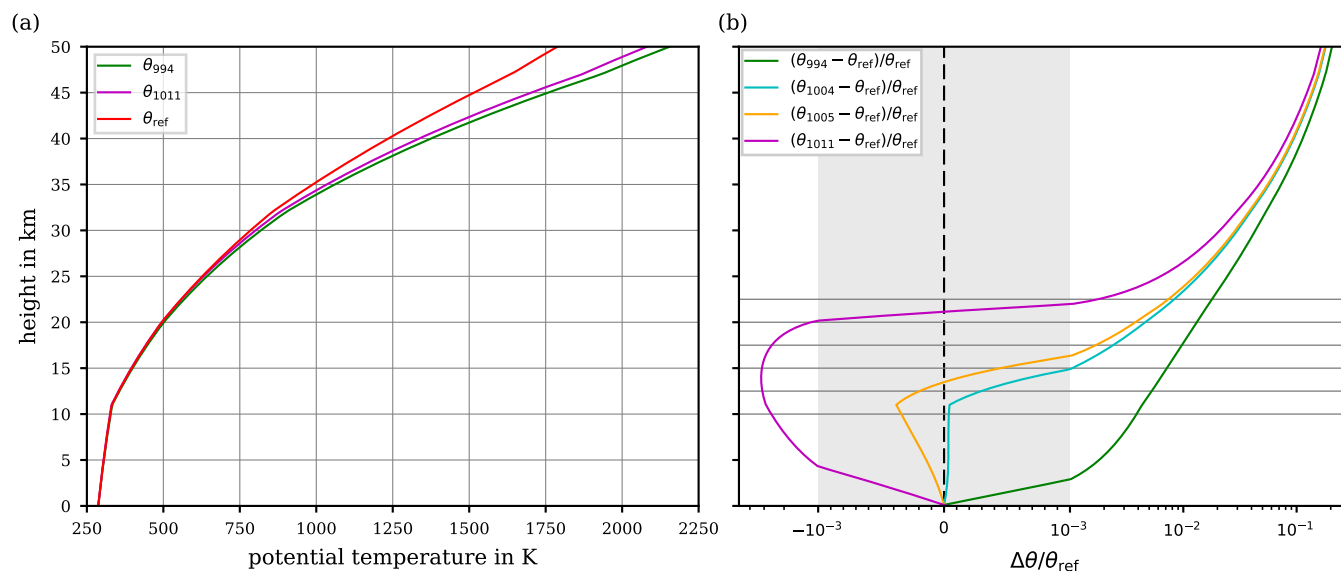 (a)
(b)
50
45
40
35
30
25
20
15
10
5
0
height in km
θ₉₉₄
θ₁₀₁₁
θref
250
500
750
1000
1250
1500
1750
2000
2250
potential temperature in K
(θ₉₉₄ − θref)/θref
(θ₁₀₀₄ − θref)/θref
(θ₁₀₀₅ − θref)/θref
(θ₁₀₁₁ − θref)/θref
−10⁻³
0
10⁻³
10⁻²
10⁻¹
Δθ/θref